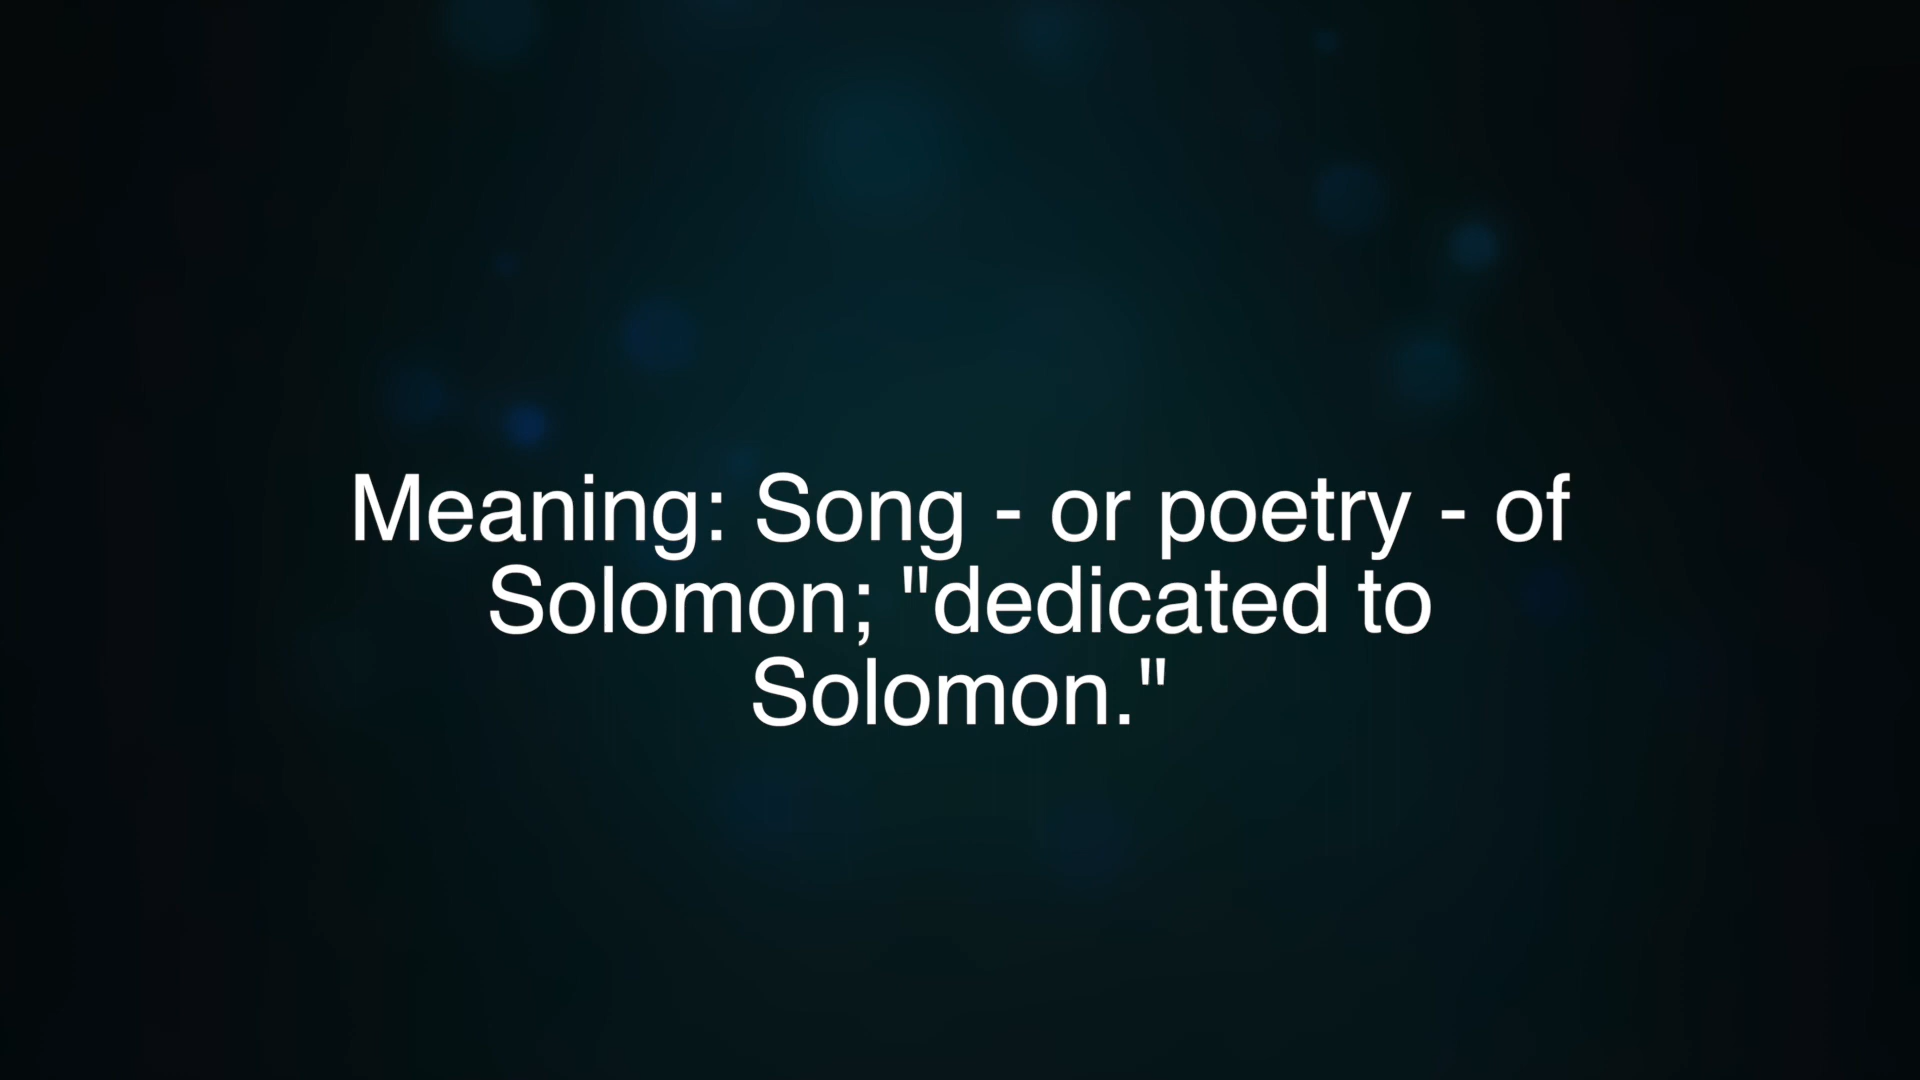 Meaning: Song - or poetry - of
Solomon; "dedicated to
Solomon."